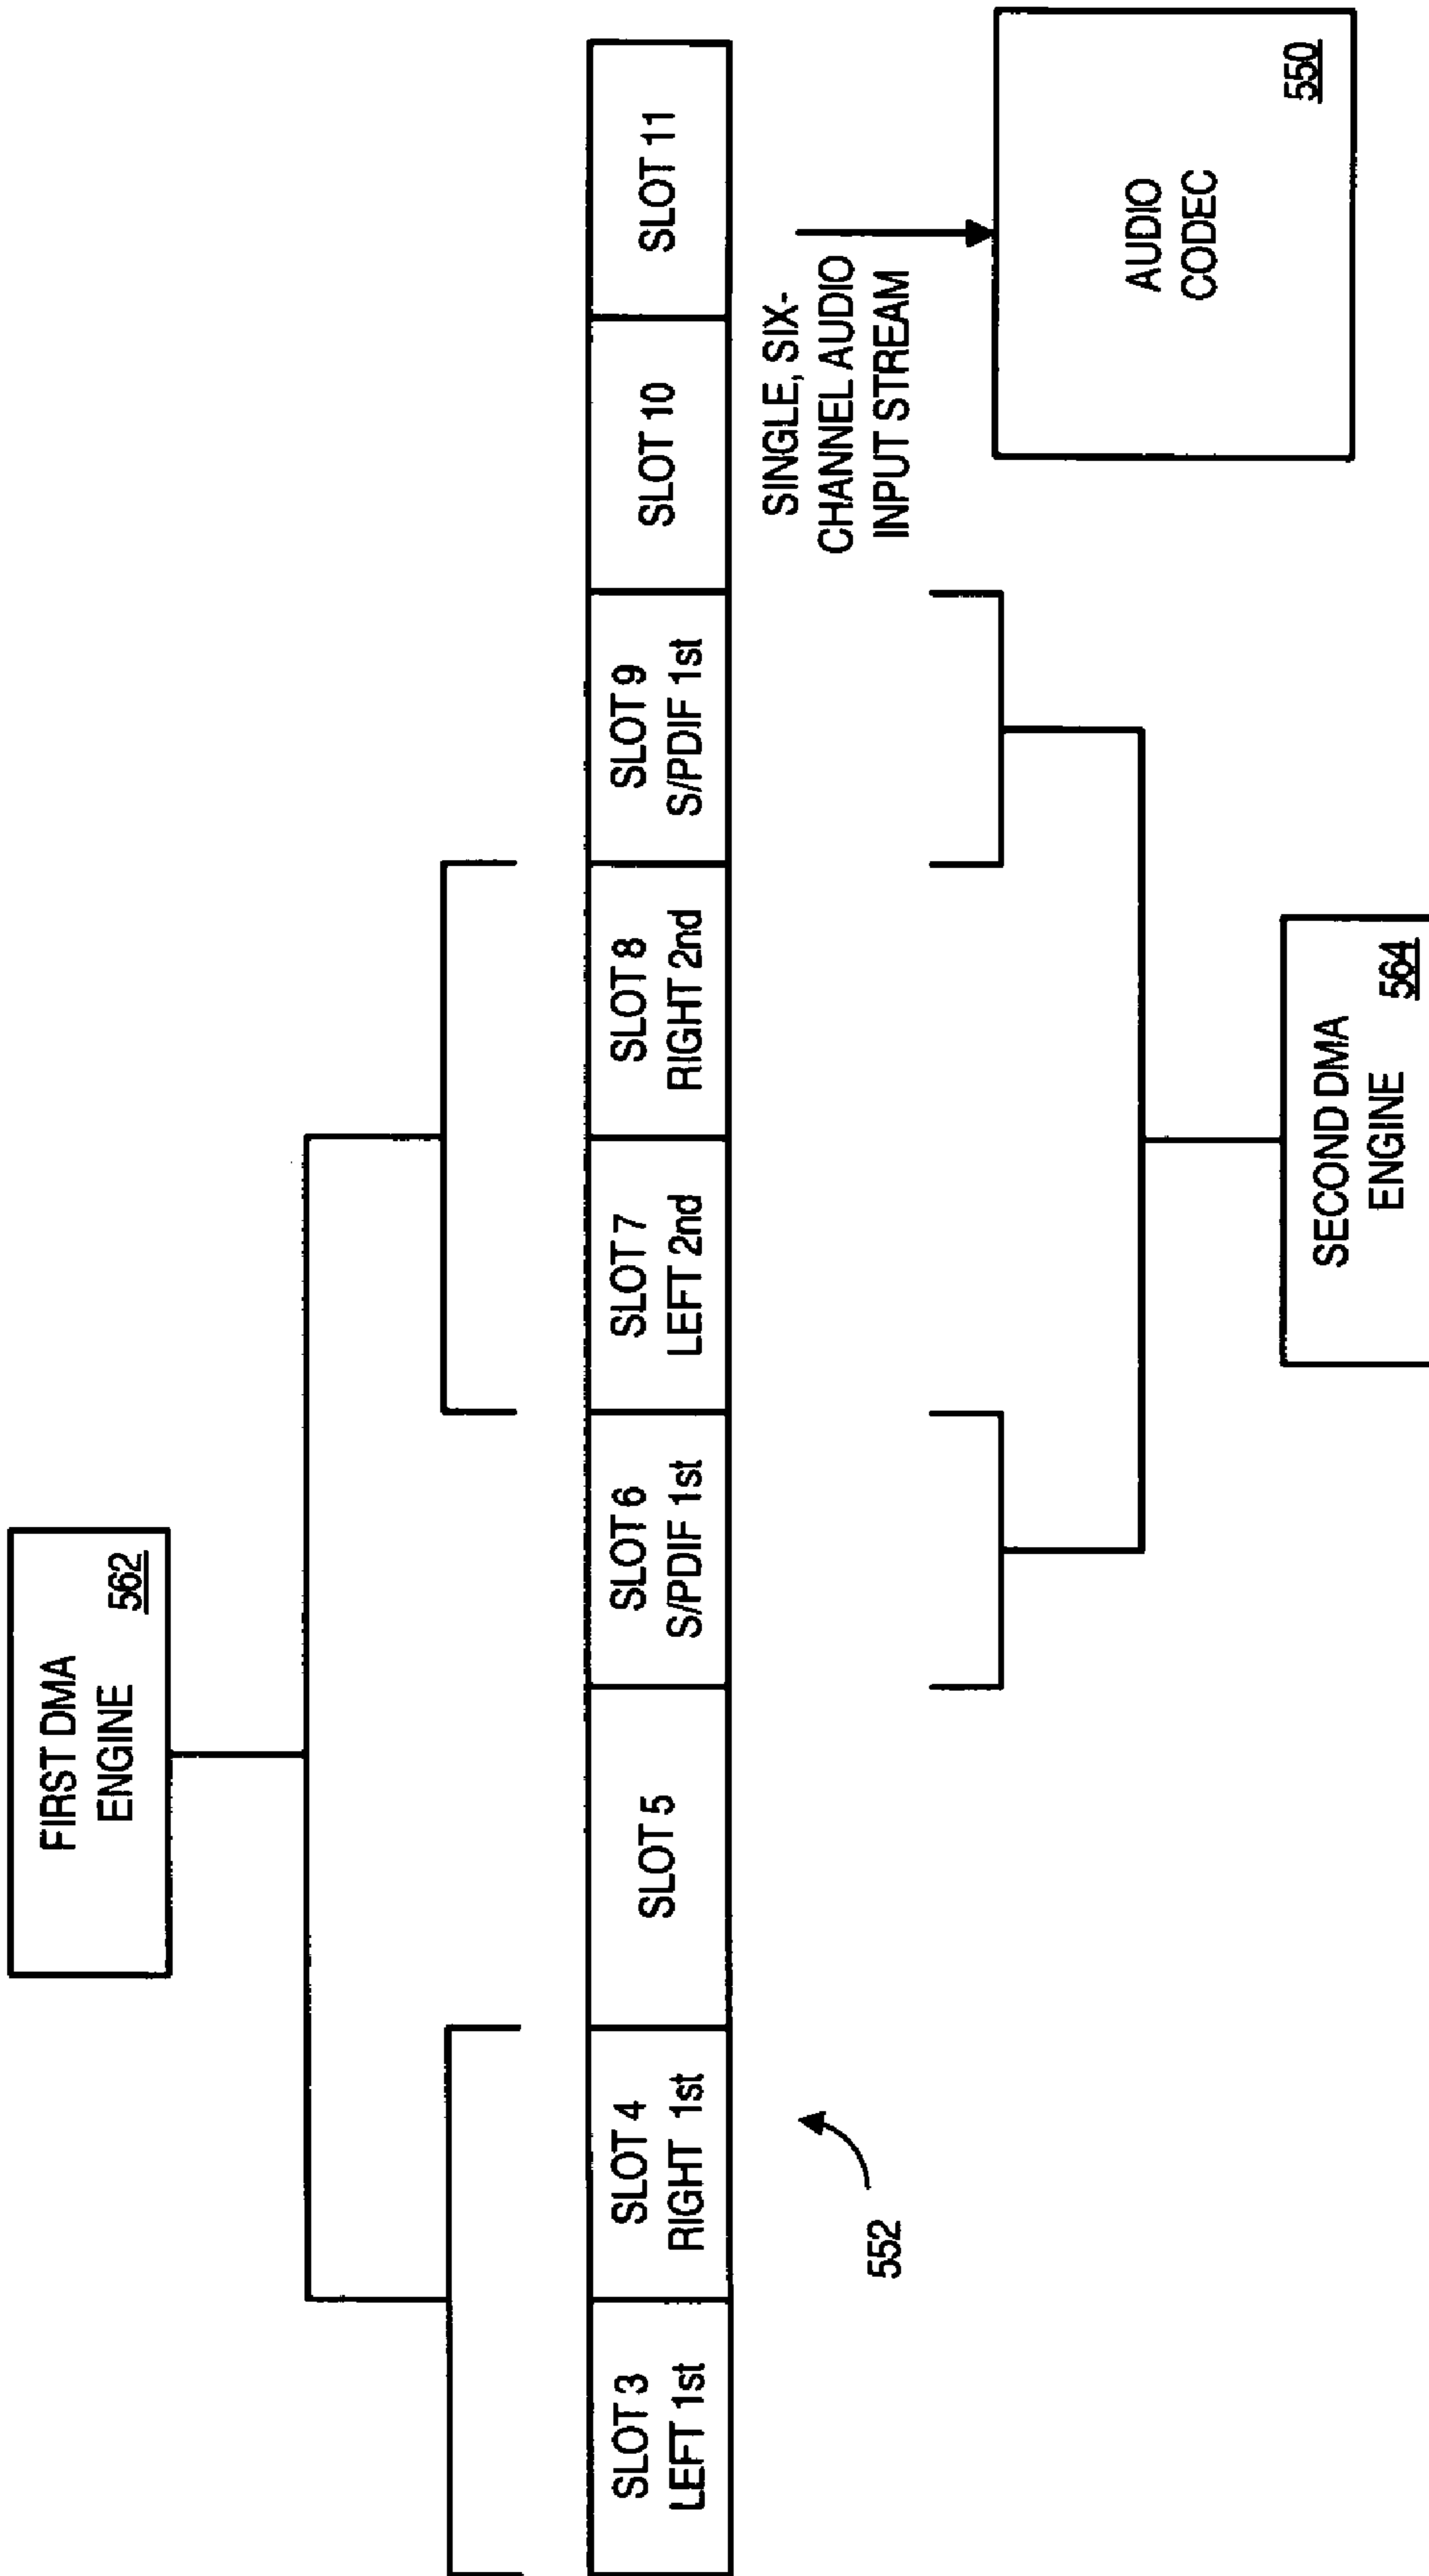 FIRST DMA
ENGINE
562
SLOT 3
LEFT 1st
SLOT 4
RIGHT 1st
SLOT 5
SLOT 6
S/PDIF 1st
SLOT 7
LEFT 2nd
SLOT 8
RIGHT 2nd
SLOT 9
S/PDIF 1st
SLOT 10
SLOT 11
552
SINGLE, SIX-
CHANNEL AUDIO
INPUT STREAM
SECOND DMA
ENGINE
564
AUDIO
CODEC
550